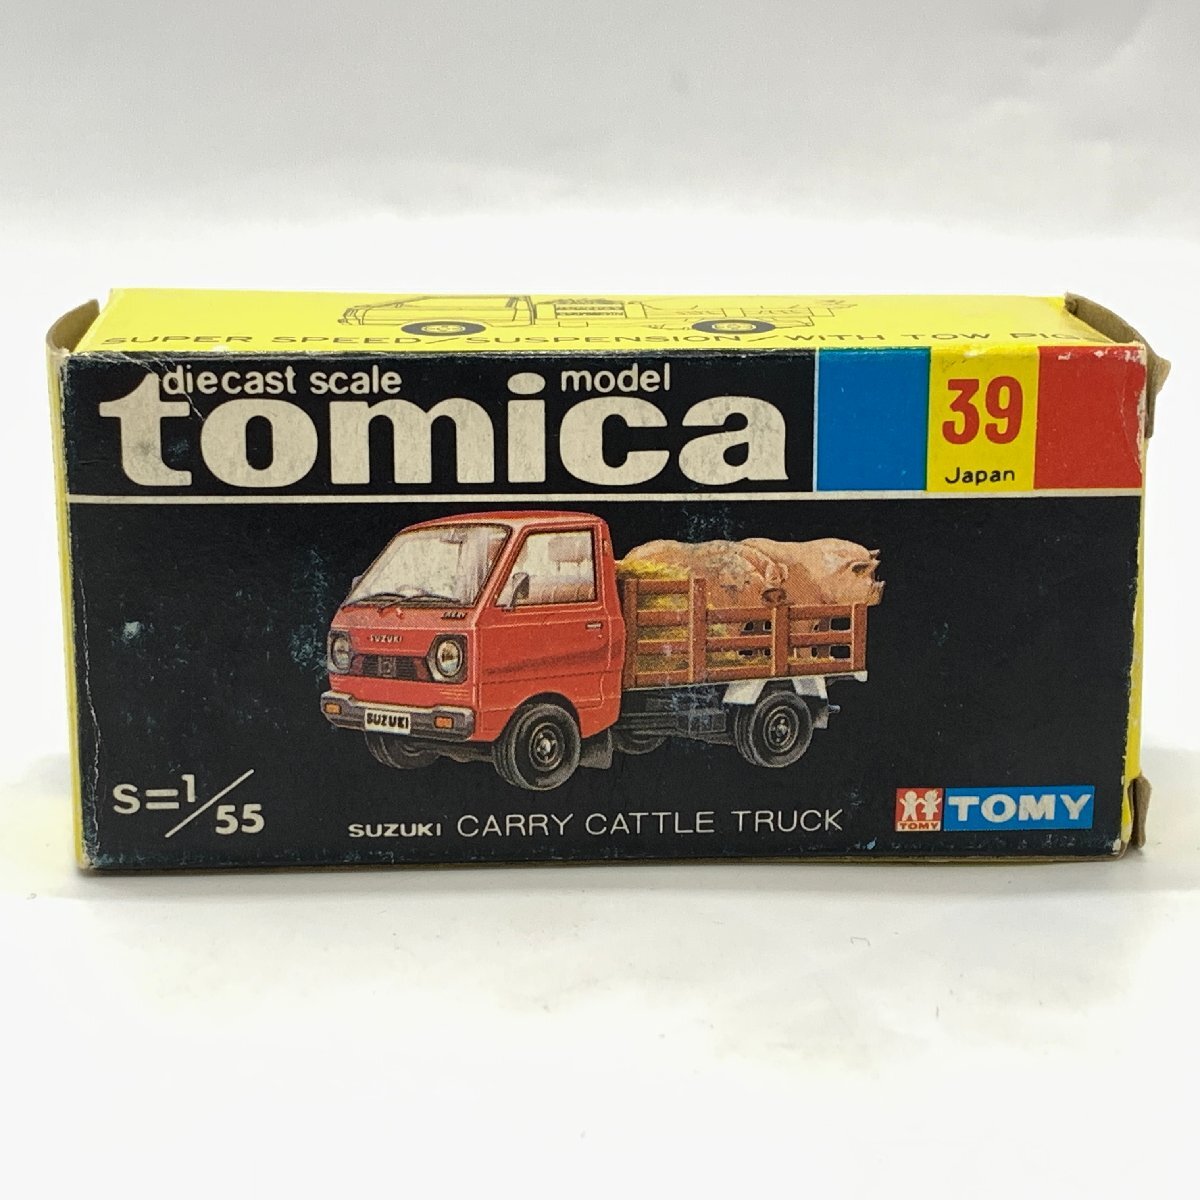 SUPER SPEED/SUSPENSION/WITH TOW
diecast scale model
tomica
39
Japan
CARRY
SUZUKI
SUZUKI
S=1/55
SUZUKI CARRY CATTLE TRUCK
TOMY
TOMY